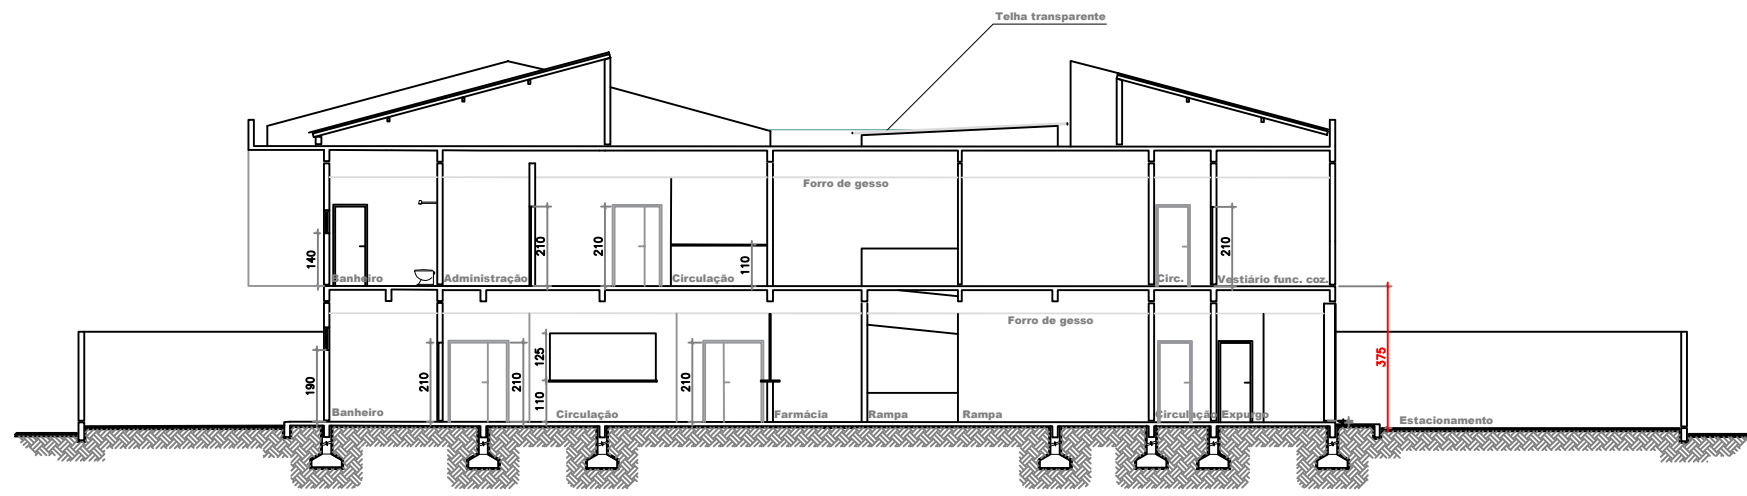 Telha transparente
Forro de gesso
210
210
210
140
110
Banheiro
Administração
Circulação
Circ.
Vestiário func. coz.
Forro de gesso
125
375
190
210
210
110
210
Banheiro
Circulação
Farmácia
Rampa
Rampa
Circulação
Expurgo
Estacionamento